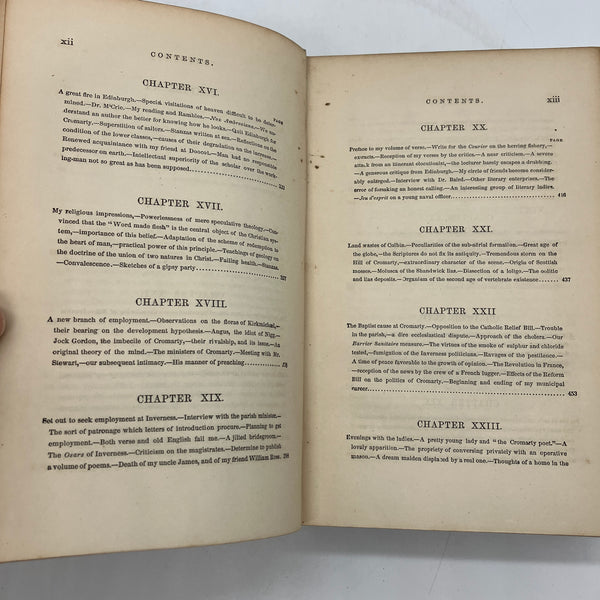 xii
CONTENTS.
CHAPTER XVI.
PAGE
A great fire in Edinburgh.—Special visitations of heaven difficult to be deter-
mined.—Dr. M'Crie.—My reading and Rambles.—We un-
derstand an author the better for knowing how he looks.—Quit Edinburgh for
Cromarty.—Superstition of sailors.—Stanzas written at sea.—Reflections on the
condition of the lower classes,—causes of their degradation on the increase.—
Renewed acquaintance with my friend at Doocot.—Man had no responsible
predecessor on earth.—Intellectual superiority of the scholar over the work-
ing-man not so great as has been supposed.
CHAPTER XVII.
My religious impressions,—Powerlessness of mere speculative theology.—Con-
vinced that the "Word made flesh" is the central object of the Christian sys-
tem,—importance of this belief.—Adaptation of the scheme of redemption to
the heart of man,—practical power of this principle.—Teachings of geology on
the doctrine of the union of two natures in Christ.—Failing health.—Stanzas.
—Convalescence.—Sketches of a gipsy party
CHAPTER XVIII.
A new branch of employment.—Observations on the floras of Kirkmichael,—
their bearing on the development hypothesis.—Angus, the idiot of Nigg.—
Jock Gordon, the imbecile of Cromarty,—their rivalship, and its issue.—An
original theory of the mind.—The ministers of Cromarty.—Meeting with Mr.
Stewart,—our subsequent intimacy.—His manner of preaching
CHAPTER XIX.
Set out to seek employment at Inverness.—Interview with the parish minister.—
The sort of patronage which letters of introduction procure.—Planning to get
employment.—Both verse and old English fail me.—A jilted bridegroom.—
The Osars of Inverness.—Criticism on the magistrates.—Determine to publish
a volume of poems.—Death of my uncle James, and of my friend William Ross.
CONTENTS.
xiii
CHAPTER XX.
PAGE
Preface to my volume of verse.—Write for the Courier on the herring fishery,—
extracts.—Reception of my verses by the critics.—A near criticism.—A severe
attack from an itinerant elocutionist,—the lecturer barely escapes a drubbing.
—A generous critique from Edinburgh.—My circle of friends become consider-
ably enlarged.—Interview with Dr. Baird.—Other literary enterprises.—The
error of forsaking an honest calling.—An interesting group of literary ladies.
—Jeu d'esprit on a young naval officer 416
CHAPTER XXI.
Land wastes of Culbin.—Peculiarities of the sub-aërial formation.—Great age of
the globe,—the Scriptures do not fix its antiquity.—Tremendous storm on the
Hill of Cromarty,—extraordinary character of the scene.—Origin of Scottish
mosses.—Molusca of the Shandwick lias.—Dissection of a loligo.—The oolitic
and lias deposits.—Organism of the second age of vertebrate existence 437
CHAPTER XXII
The Baptist cause at Cromarty.—Opposition to the Catholic Relief Bill.—Trouble
in the parish,—a dire ecclesiastical dispute.—Approach of the cholera.—Our
Barrier Sanitaire measure.—The virtues of the smoke of sulphur and chloride
tested,—fumigation of the Inverness politicians.—Ravages of the pestilence.—
A time of peace favorable to the growth of opinion.—The Revolution in France,
—reception of the news by the crew of a French lugger.—Effects of the Reform
Bill on the politics of Cromarty.—Beginning and ending of my municipal
career 453
CHAPTER XXIII.
Evenings with the ladies.—A pretty young lady and "the Cromarty poet."—A
lovely apparition.—The propriety of conversing privately with an operative
mason.—A dream maiden displaced by a real one.—Thoughts of a home in the